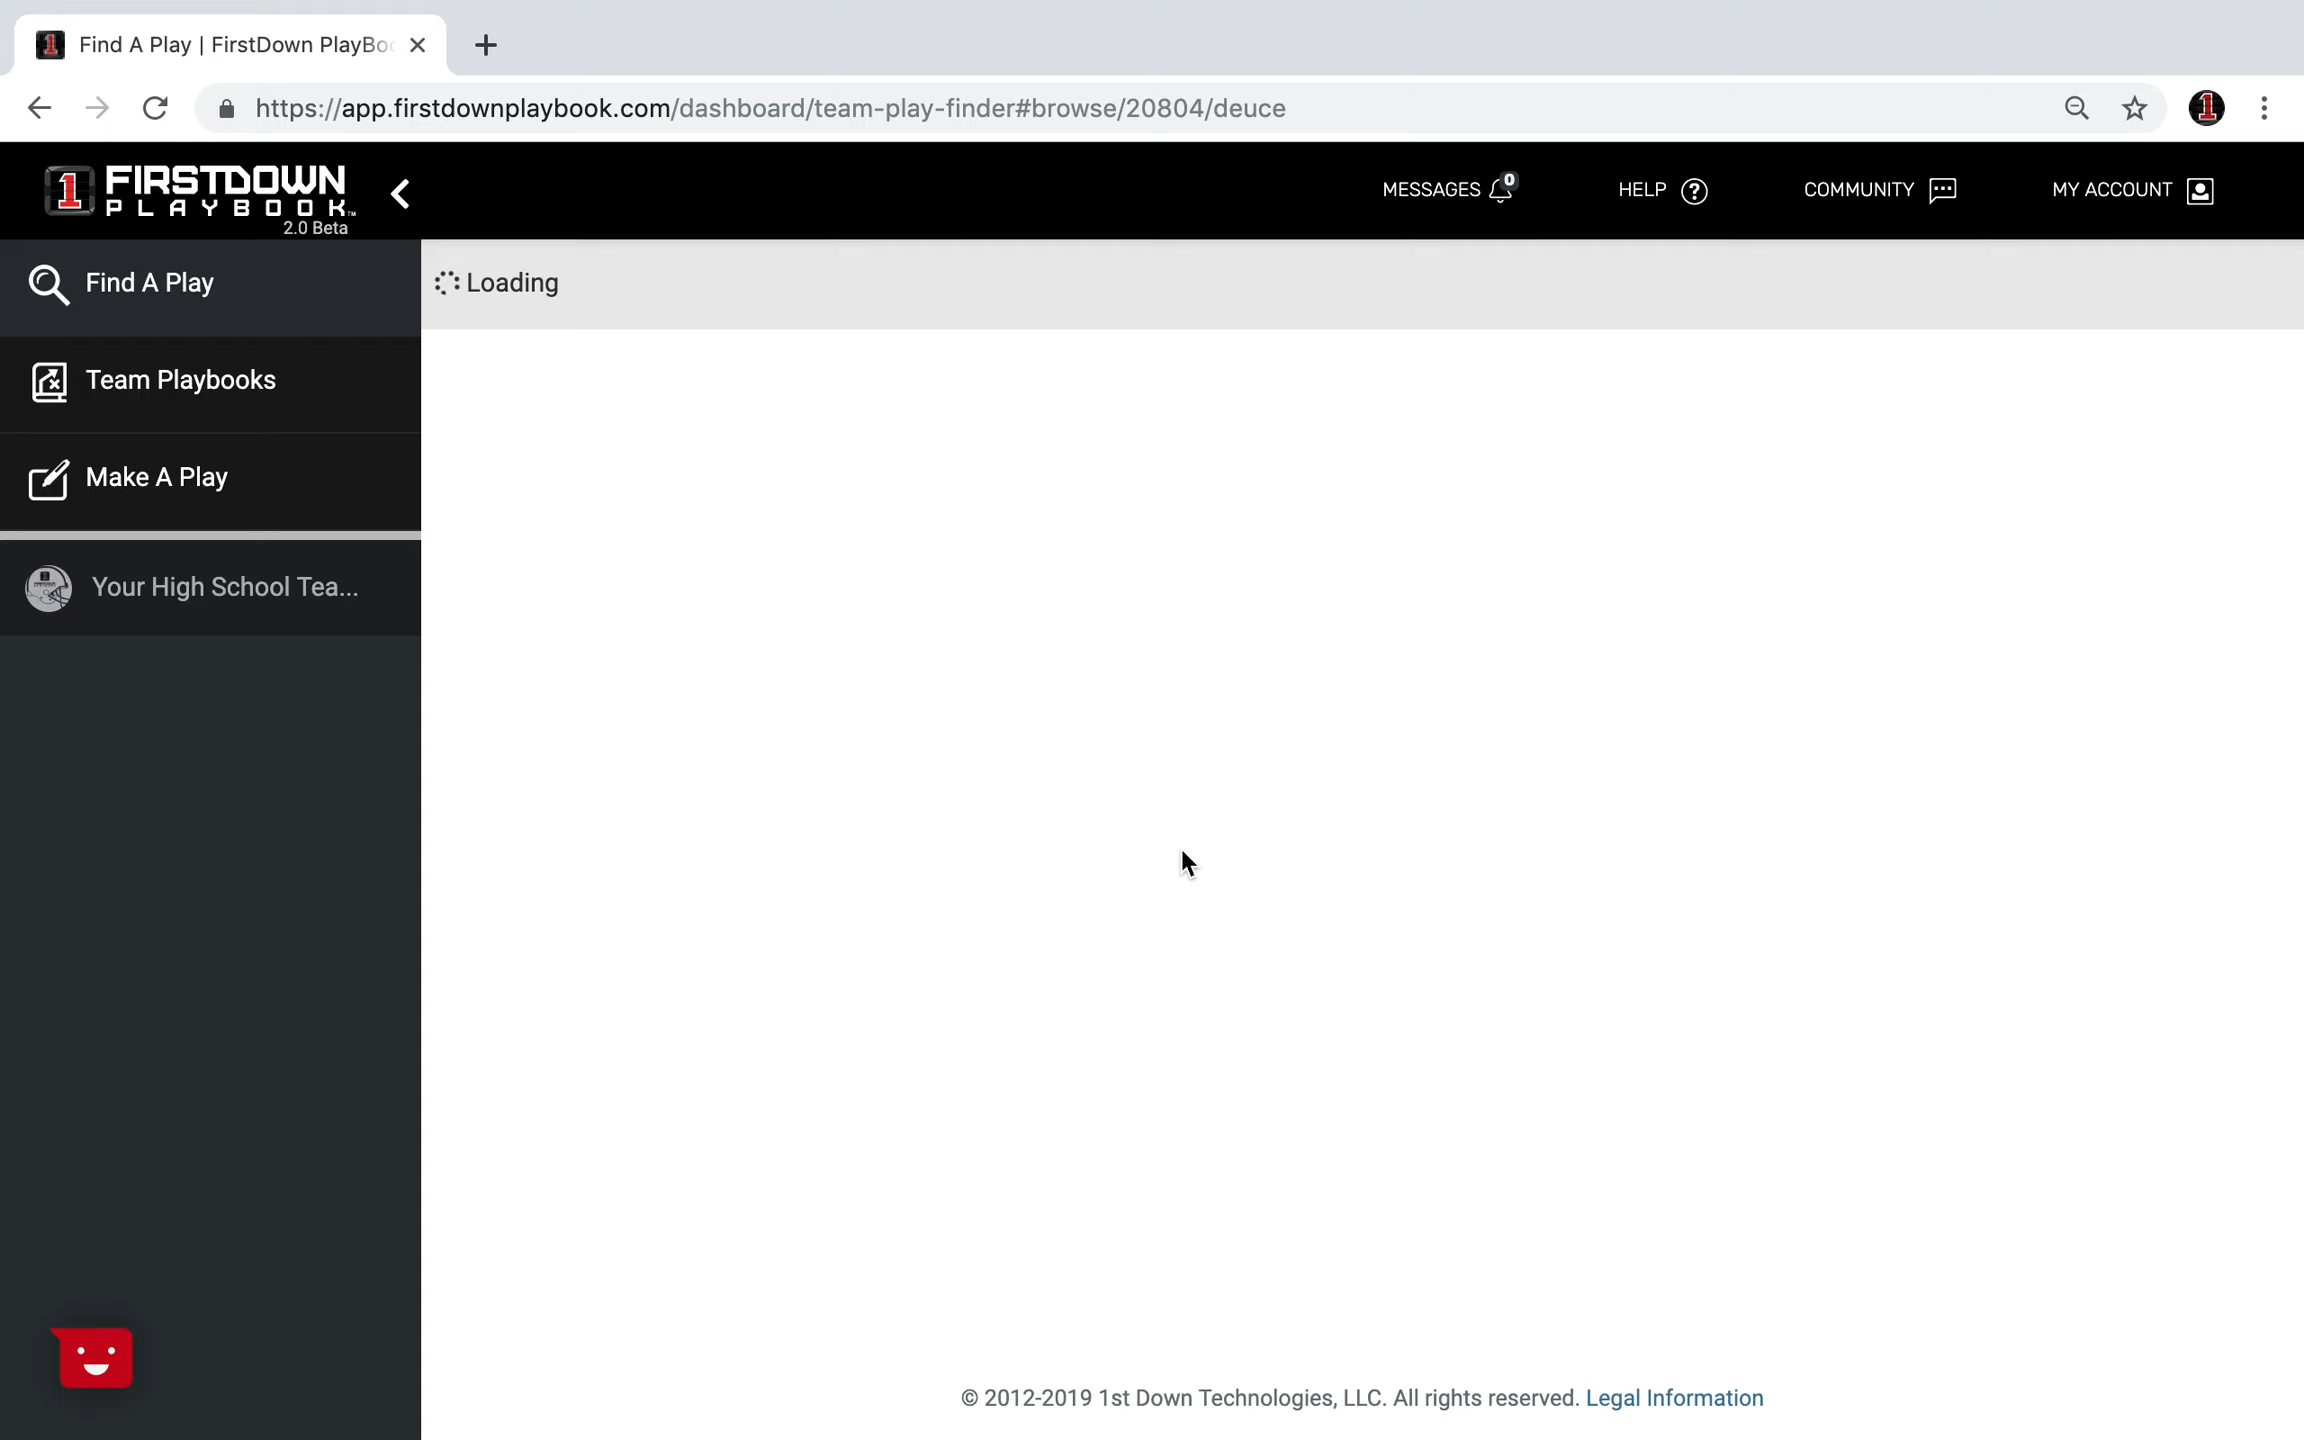 Find A Play | FirstDown PlayBo
https://app.firstdownplaybook.com/dashboard/team-play-finder#browse/20804/deuce
1 FIRSTDOWN
PLAYBOOK™
2.0 Beta
MESSAGES 0
HELP ?
COMMUNITY
MY ACCOUNT
Find A Play
Loading
Team Playbooks
Make A Play
Your High School Tea...
© 2012-2019 1st Down Technologies, LLC. All rights reserved. Legal Information